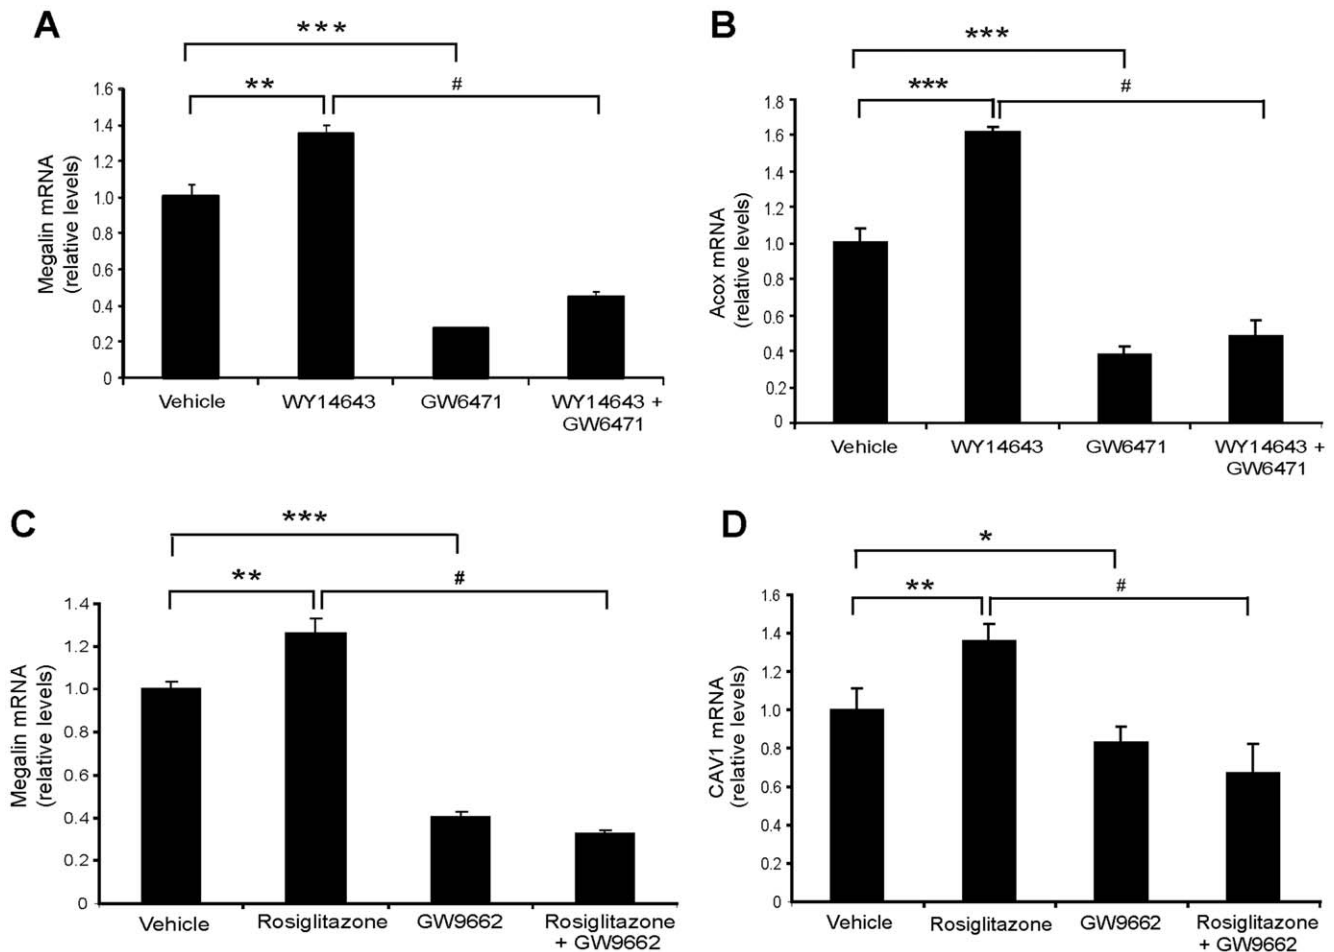 A
***
**
#
Megalin mRNA
(relative levels)
1.6
1.4
1.2
1.0
0.8
0.6
0.4
0.2
0
Vehicle
WY14643
GW6471
WY14643 +
GW6471
B
***
***
#
Acox mRNA
(relative levels)
1.8
1.6
1.4
1.2
1.0
0.8
0.6
0.4
0.2
0
Vehicle
WY14643
GW6471
WY14643 +
GW6471
C
***
**
#
Megalin mRNA
(relative levels)
1.4
1.2
1.0
0.8
0.6
0.4
0.2
0
Vehicle
Rosiglitazone
GW9662
Rosiglitazone
+ GW9662
D
*
**
#
CAV1 mRNA
(relative levels)
1.6
1.4
1.2
1.0
0.8
0.6
0.4
0.2
0
Vehicle
Rosiglitazone
GW9662
Rosiglitazone
+ GW9662